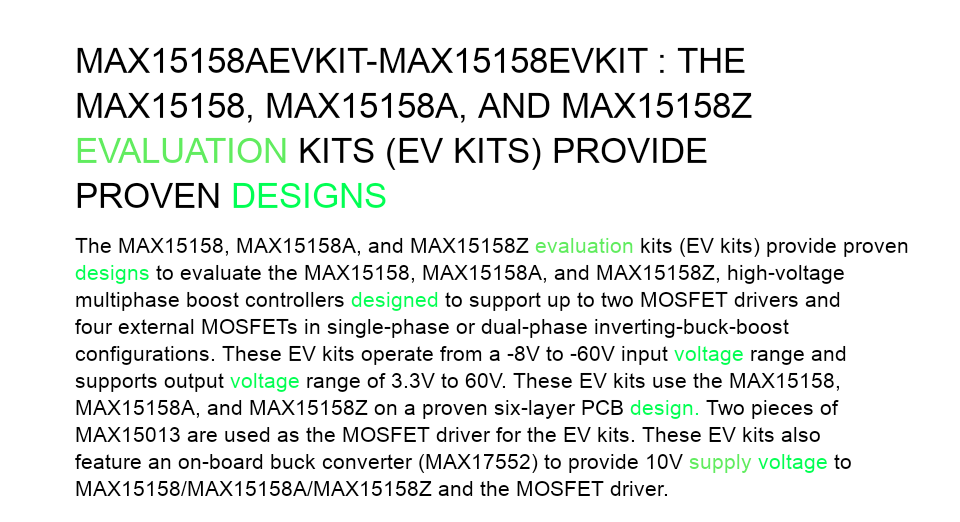 MAX15158AEVKIT-MAX15158EVKIT : THE
MAX15158, MAX15158A, AND MAX15158Z
EVALUATION KITS (EV KITS) PROVIDE
PROVEN DESIGNS
The MAX15158, MAX15158A, and MAX15158Z evaluation kits (EV kits) provide proven
designs to evaluate the MAX15158, MAX15158A, and MAX15158Z, high-voltage
multiphase boost controllers designed to support up to two MOSFET drivers and
four external MOSFETs in single-phase or dual-phase inverting-buck-boost
configurations. These EV kits operate from a -8V to -60V input voltage range and
supports output voltage range of 3.3V to 60V. These EV kits use the MAX15158,
MAX15158A, and MAX15158Z on a proven six-layer PCB design. Two pieces of
MAX15013 are used as the MOSFET driver for the EV kits. These EV kits also
feature an on-board buck converter (MAX17552) to provide 10V supply voltage to
MAX15158/MAX15158A/MAX15158Z and the MOSFET driver.